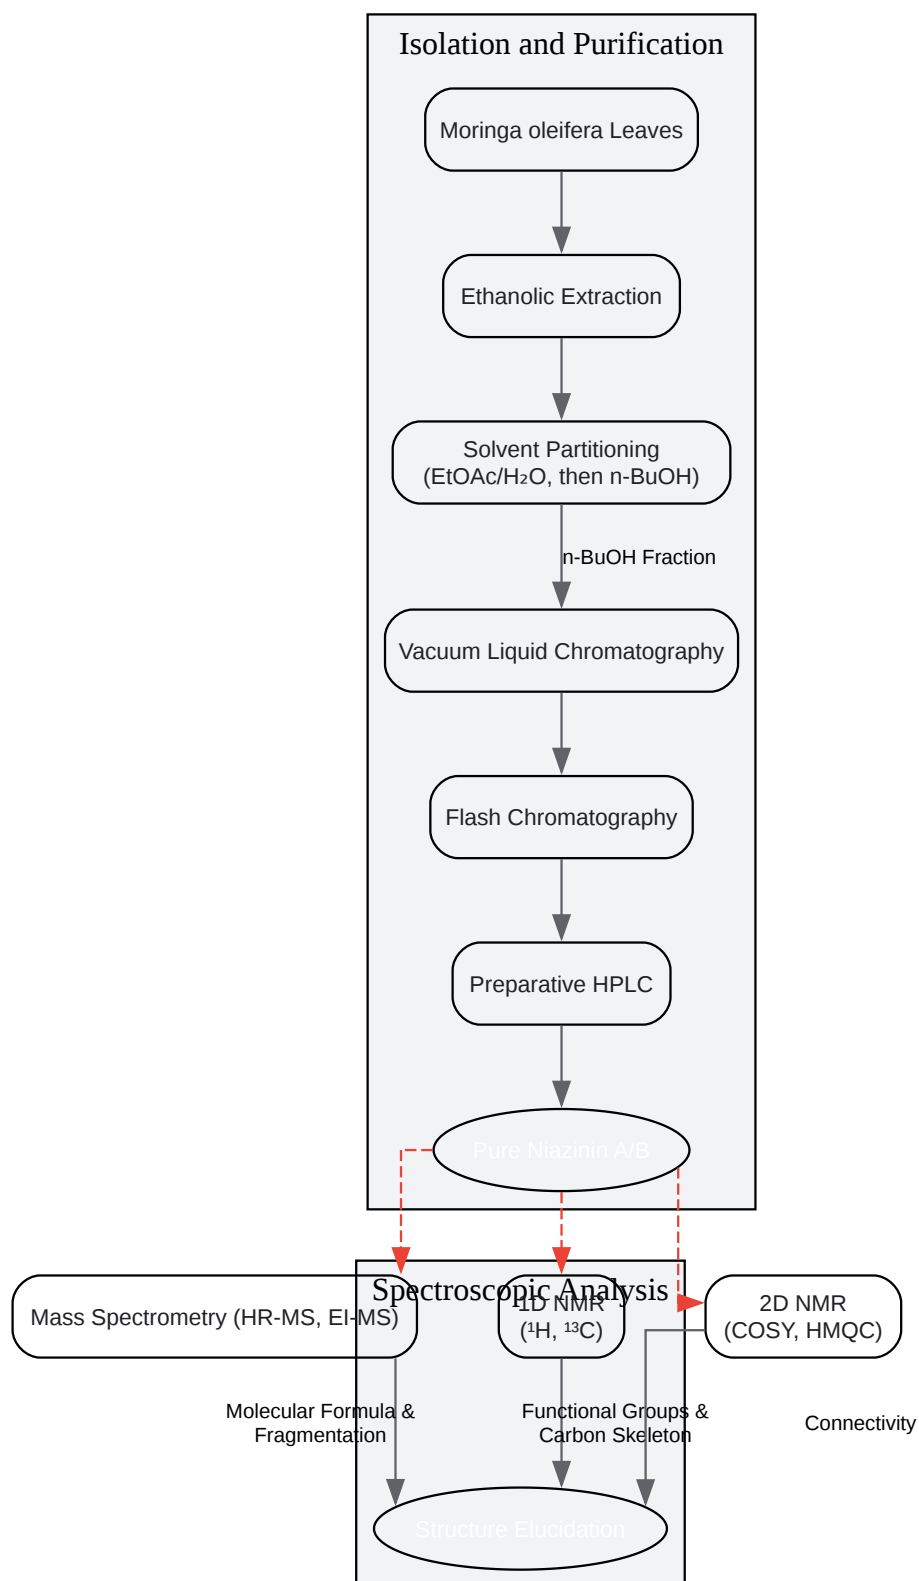 Isolation and Purification
Moringa oleifera Leaves
Ethanolic Extraction
Solvent Partitioning
(EtOAc/H₂O, then n-BuOH)
n-BuOH Fraction
Vacuum Liquid Chromatography
Flash Chromatography
Preparative HPLC
Pure Niazinin A/B
Spectroscopic Analysis
Mass Spectrometry (HR-MS, EI-MS)
1D NMR
(¹H, ¹³C)
2D NMR
(COSY, HMQC)
Molecular Formula &
Fragmentation
Functional Groups &
Carbon Skeleton
Connectivity
Structure Elucidation